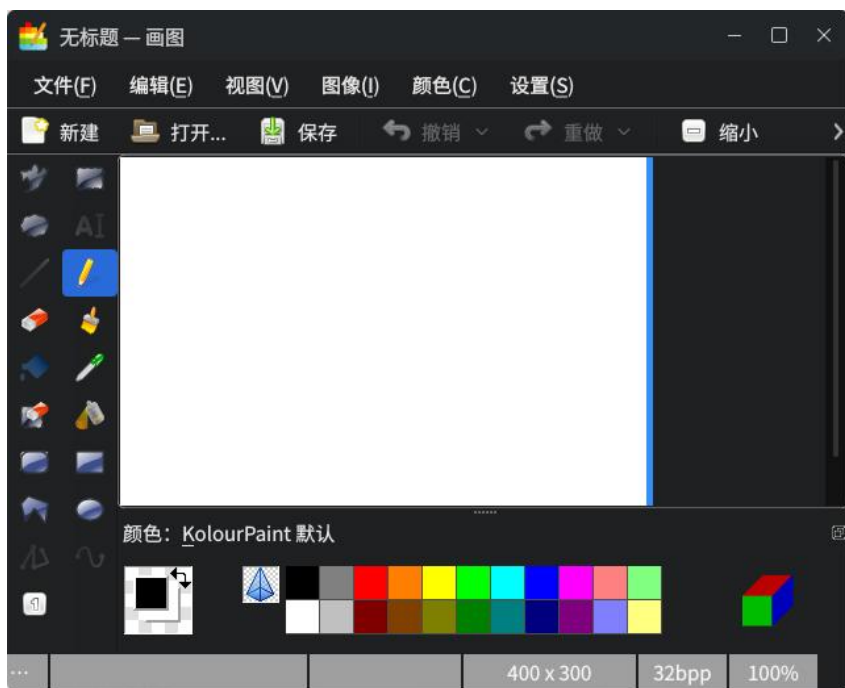 无标题 — 画图
文件(F) 编辑(E) 视图(V) 图像(I) 颜色(C) 设置(S)
新建 打开... 保存 撤销 重做 缩小
AI
颜色：KolourPaint 默认
1
... 400 x 300 32bpp 100%